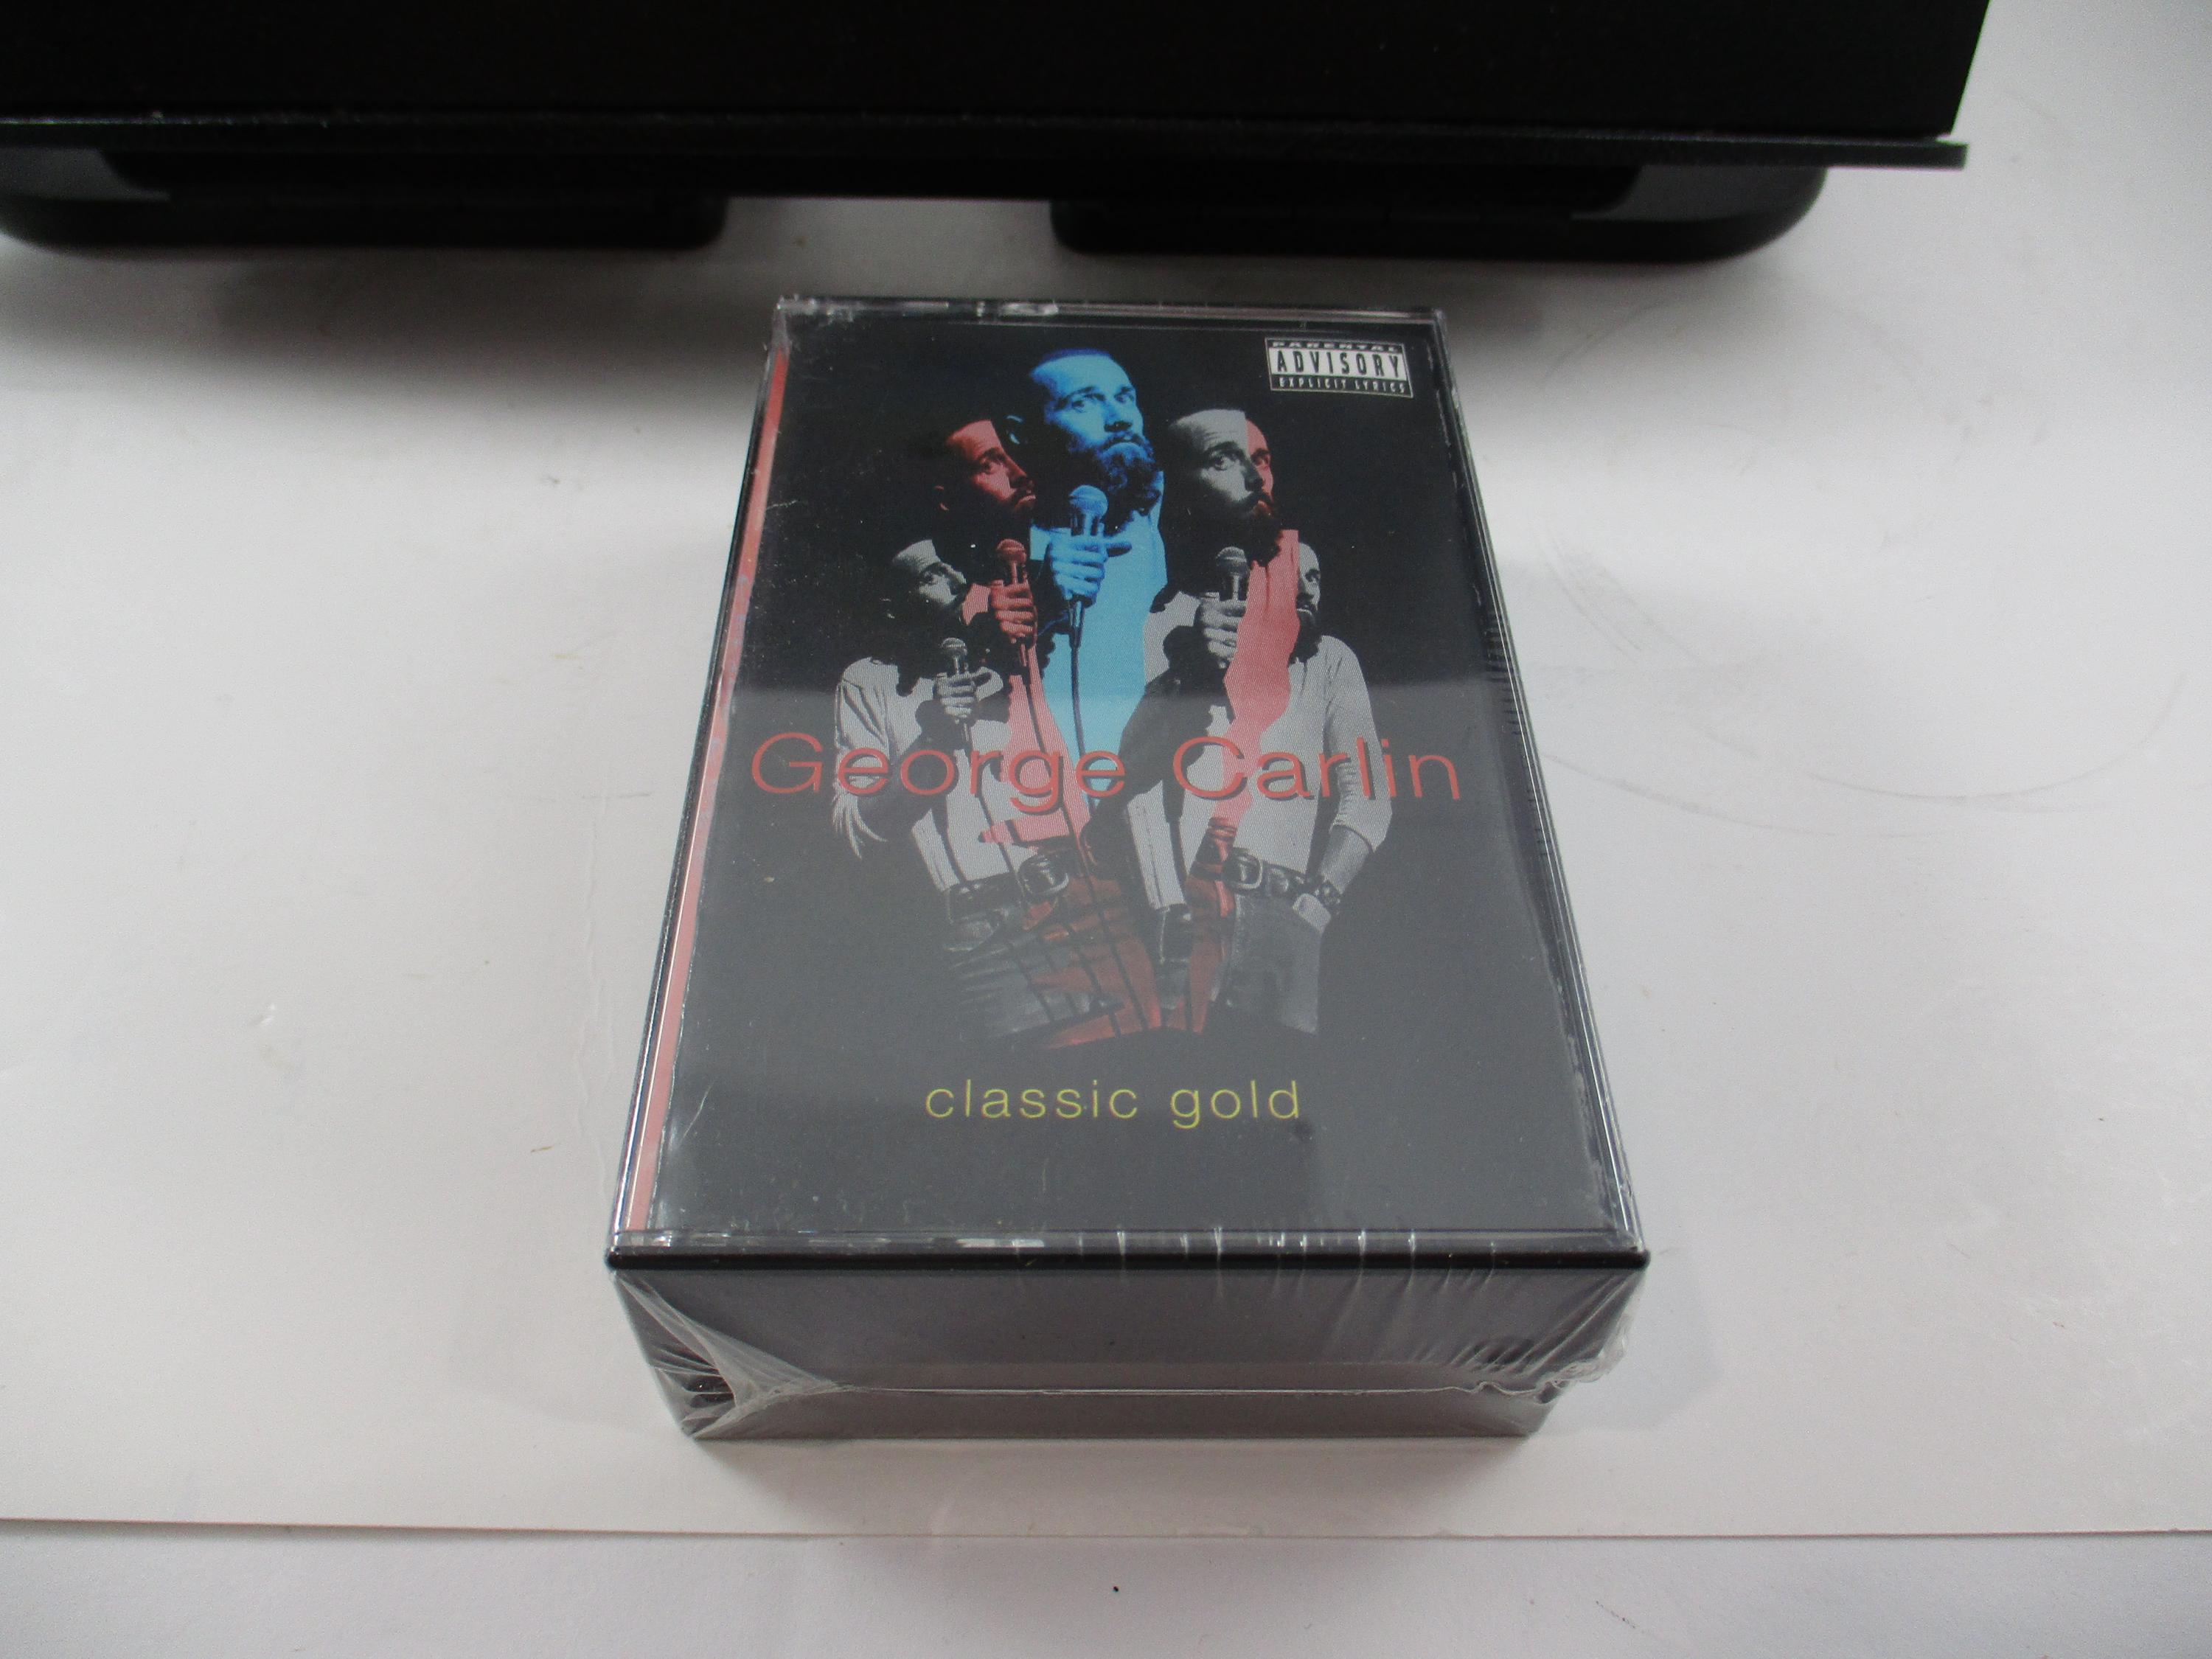 PARENTAL
ADVISORY
EXPLICIT LYRICS
George Carlin
classic gold